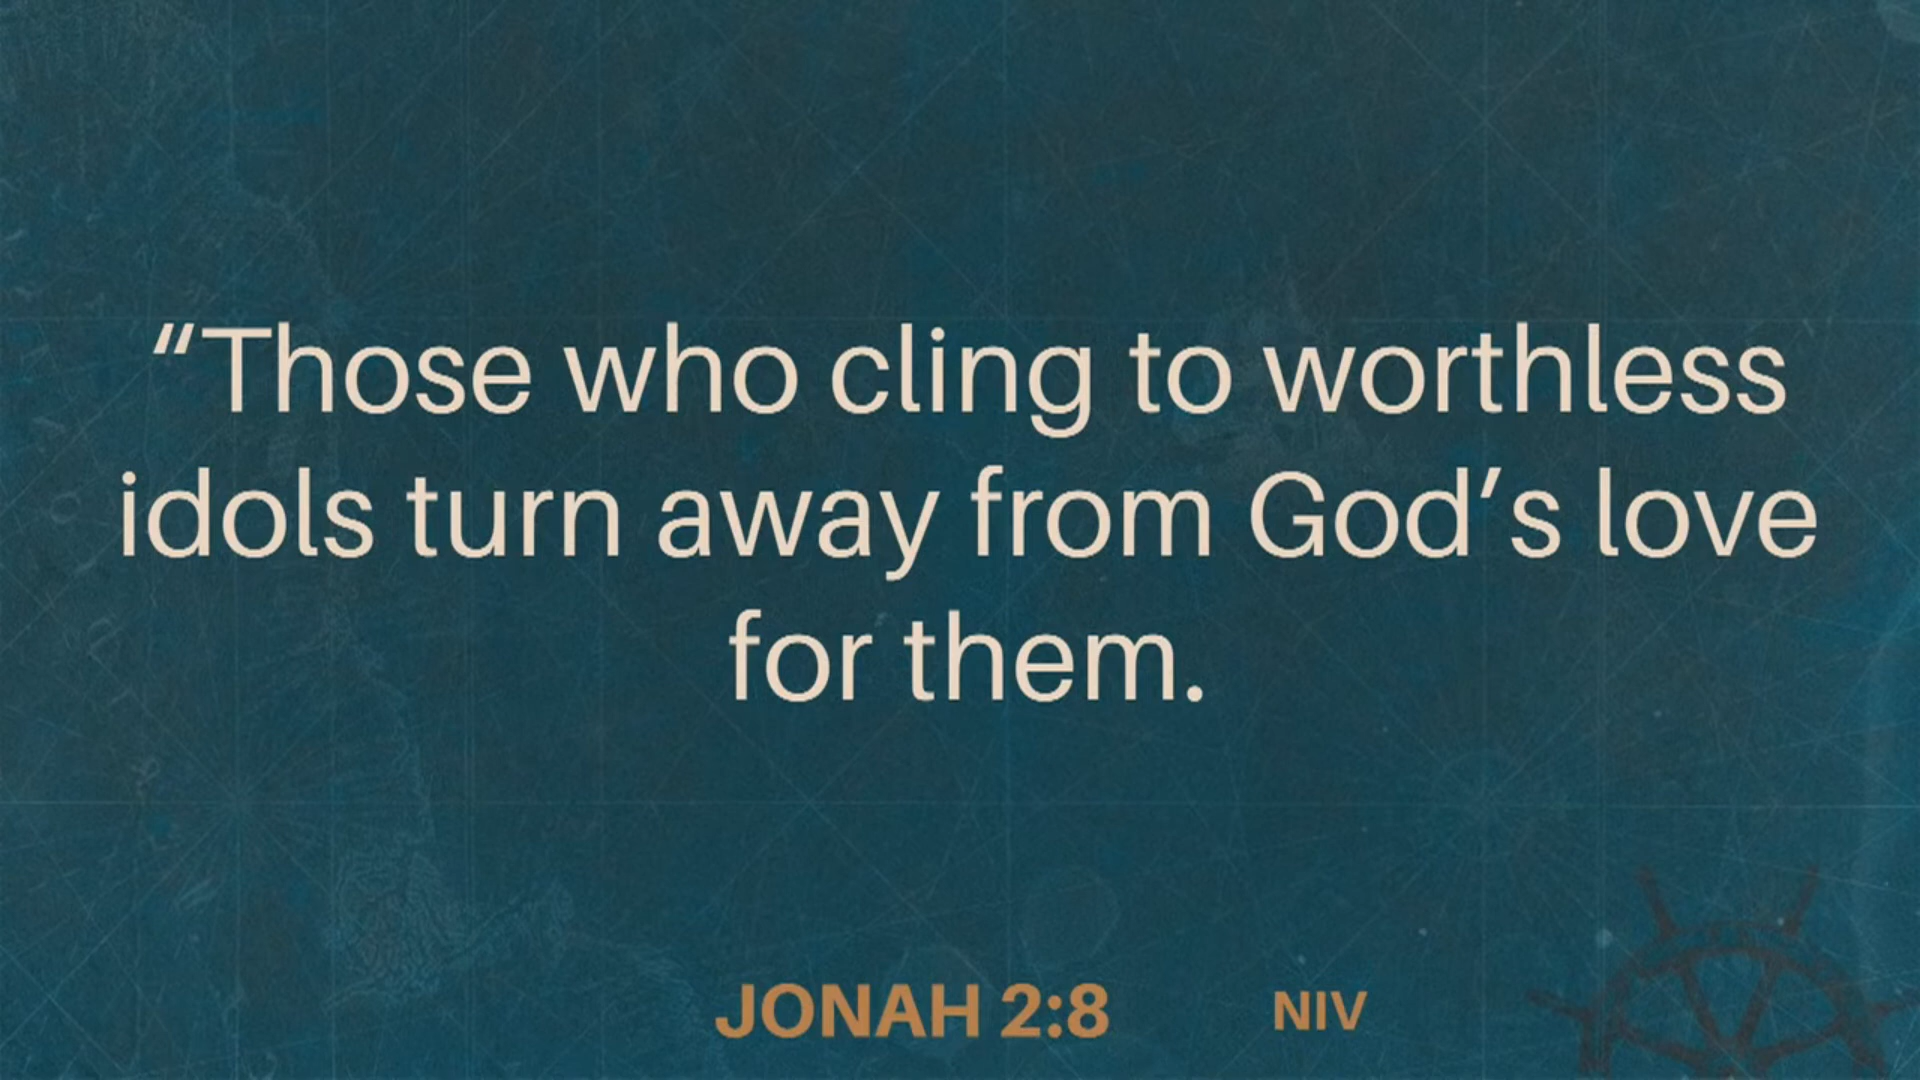 “Those who cling to worthless
idols turn away from God’s love
for them.
JONAH 2:8 NIV